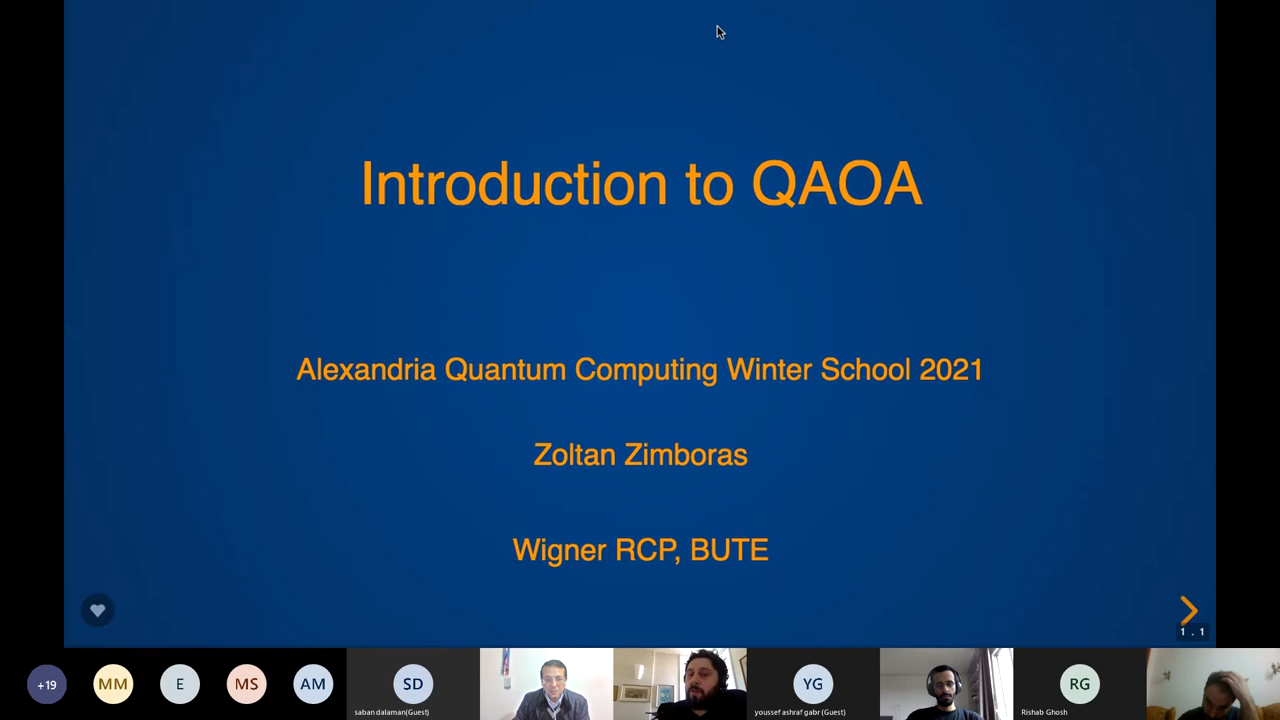 Introduction to QAOA
Alexandria Quantum Computing Winter School 2021
Zoltan Zimboras
Wigner RCP, BUTE
1 . 1
+19
MM
E
MS
AM
SD
saban dalaman(Guest)
YG
youssef ashraf gabr (Guest)
RG
Rishab Ghosh